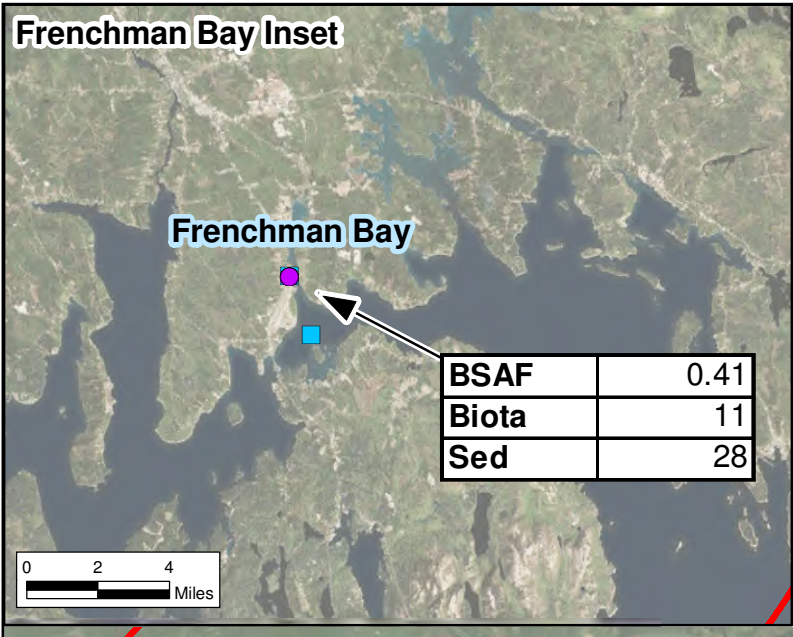 Frenchman Bay Inset
Frenchman Bay
BSAF 0.41
Biota 11
Sed 28
0 2 4
Miles